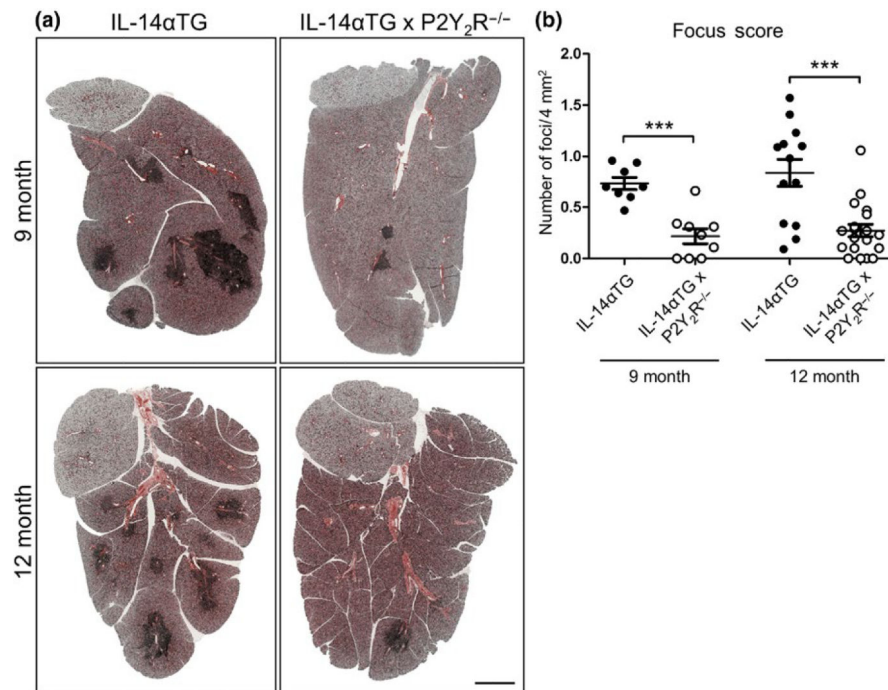 (a) IL-14αTG IL-14αTG x P2Y₂R⁻/⁻
9 month
12 month
(b)
Focus score
Number of foci/4 mm²
2.0
1.5
1.0
0.5
0.0
***
***
IL-14αTG
IL-14αTG x
P2Y₂R⁻/⁻
IL-14αTG
IL-14αTG x
P2Y₂R⁻/⁻
9 month
12 month